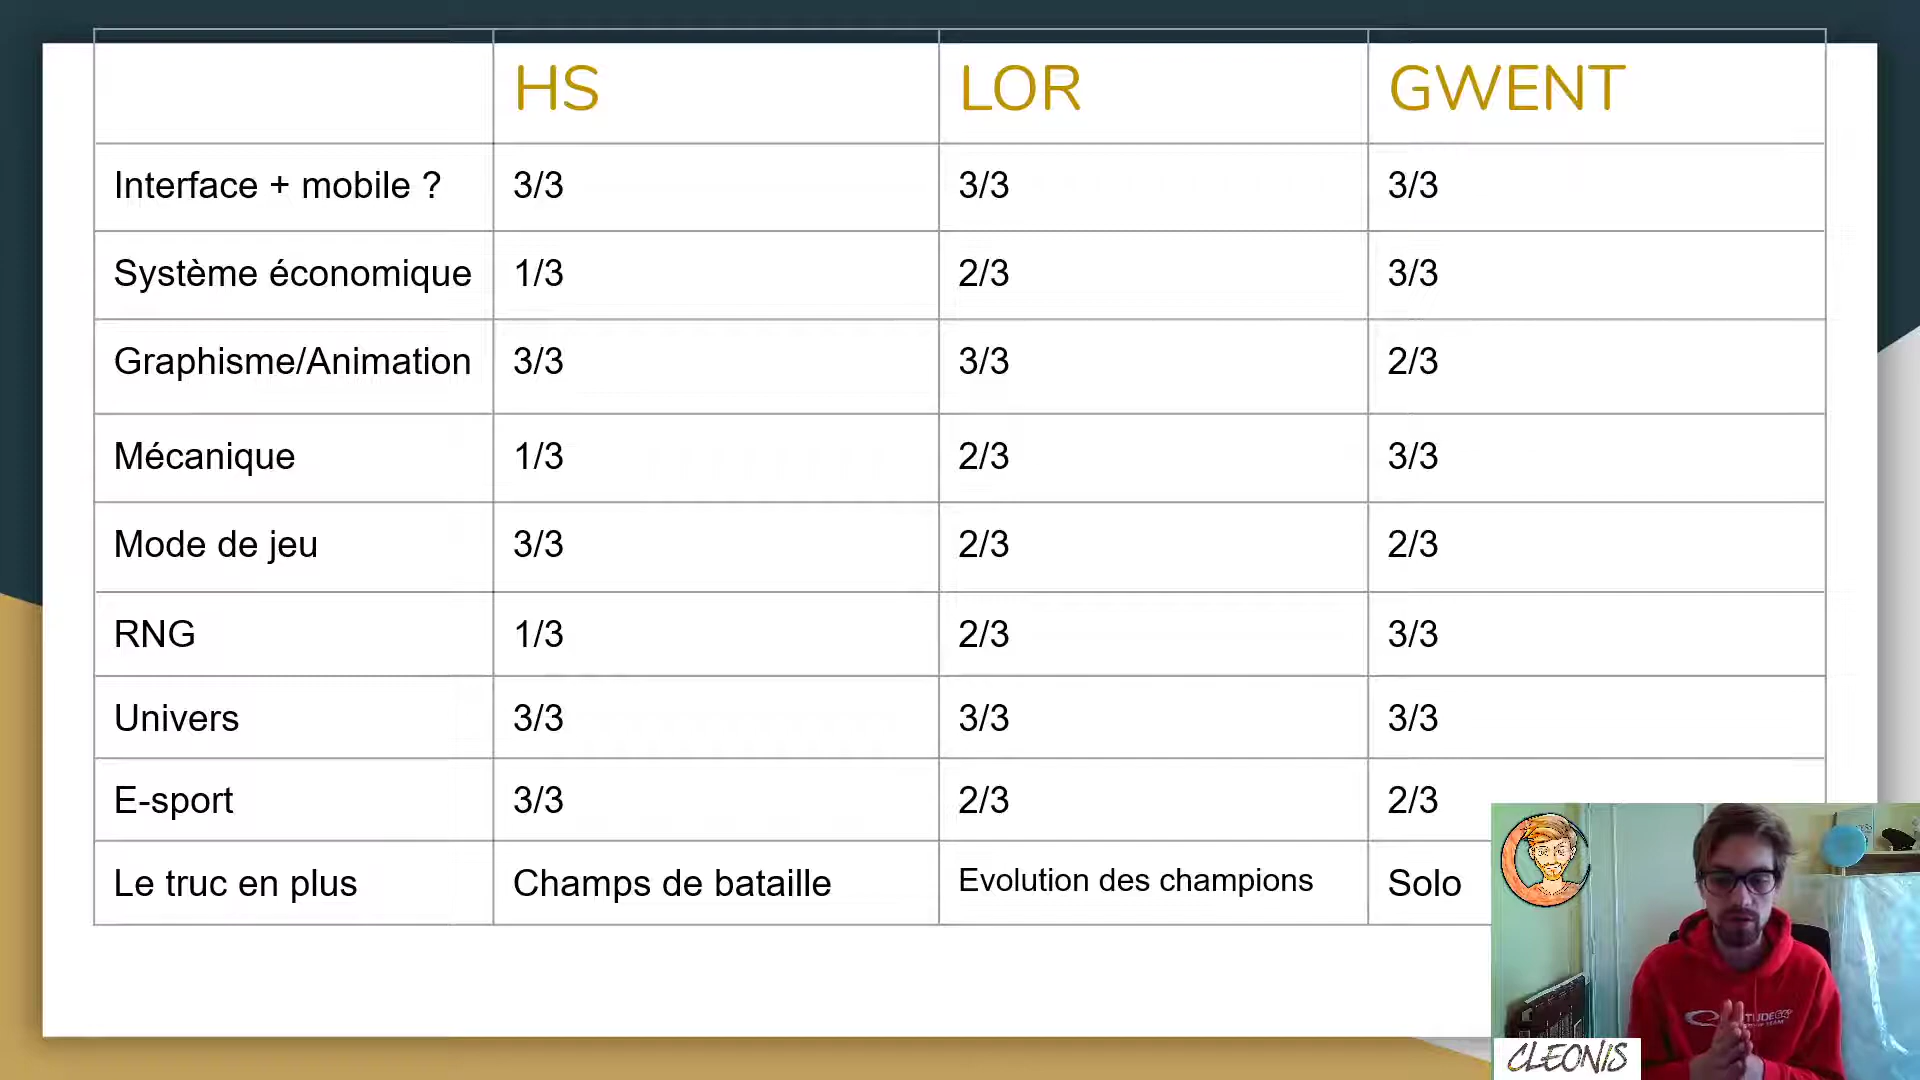 HS LOR GWENT
Interface + mobile ? 3/3 3/3 3/3
Système économique 1/3 2/3 3/3
Graphisme/Animation 3/3 3/3 2/3
Mécanique 1/3 2/3 3/3
Mode de jeu 3/3 2/3 2/3
RNG 1/3 2/3 3/3
Univers 3/3 3/3 3/3
E-sport 3/3 2/3 2/3
Le truc en plus Champs de bataille Evolution des champions Solo
CLEONIS